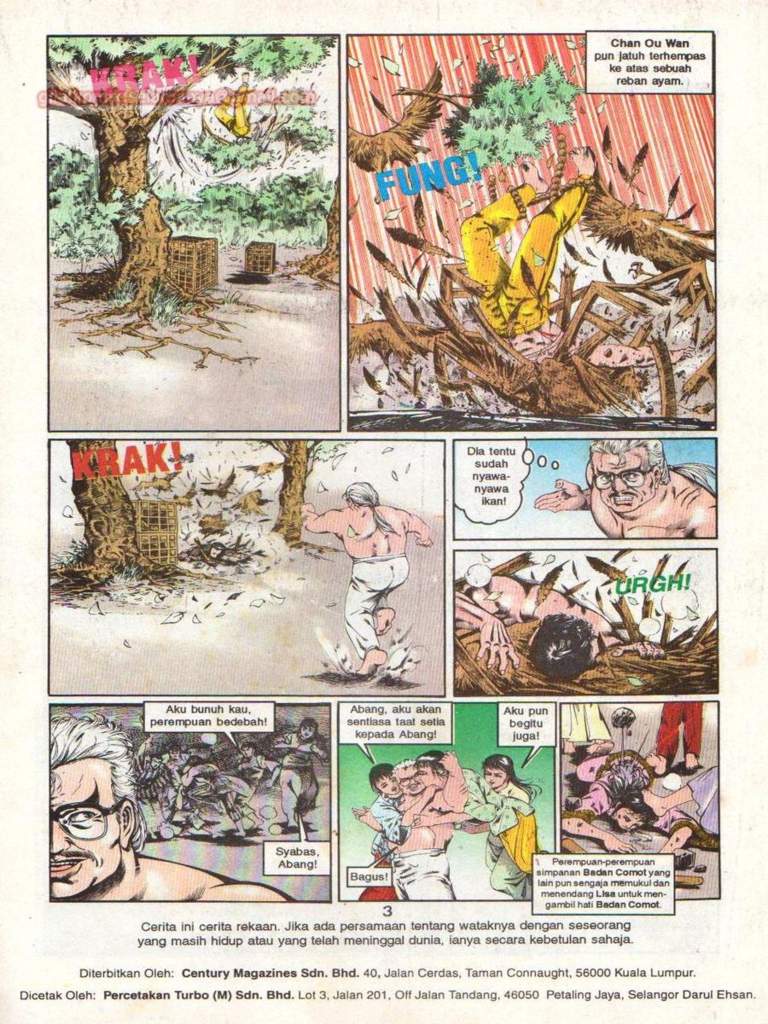 KRAK!
Chan Ou Wan
pun jatuh terhempas
ke atas sebuah
reban ayam.
FUNG!
KRAK!
Dia tentu
sudah
nyawa-
nyawa
ikan!
URGH!
Aku bunuh kau,
perempuan bedebah!
Syabas,
Abang!
Abang, aku akan
sentiasa taat setia
kepada Abang!
Aku pun
begitu
juga!
Bagus!
Perempuan-perempuan
simpanan Badan Comot yang
lain pun sengaja memukul dan
menendang Lisa untuk men-
gambil hati Badan Comot.
3
Cerita ini cerita rekaan. Jika ada persamaan tentang wataknya dengan seseorang
yang masih hidup atau yang telah meninggal dunia, ianya secara kebetulan sahaja.
Diterbitkan Oleh: Century Magazines Sdn. Bhd. 40, Jalan Cerdas, Taman Connaught, 56000 Kuala Lumpur.
Dicetak Oleh: Percetakan Turbo (M) Sdn. Bhd. Lot 3, Jalan 201, Off Jalan Tandang, 46050 Petaling Jaya, Selangor Darul Ehsan.